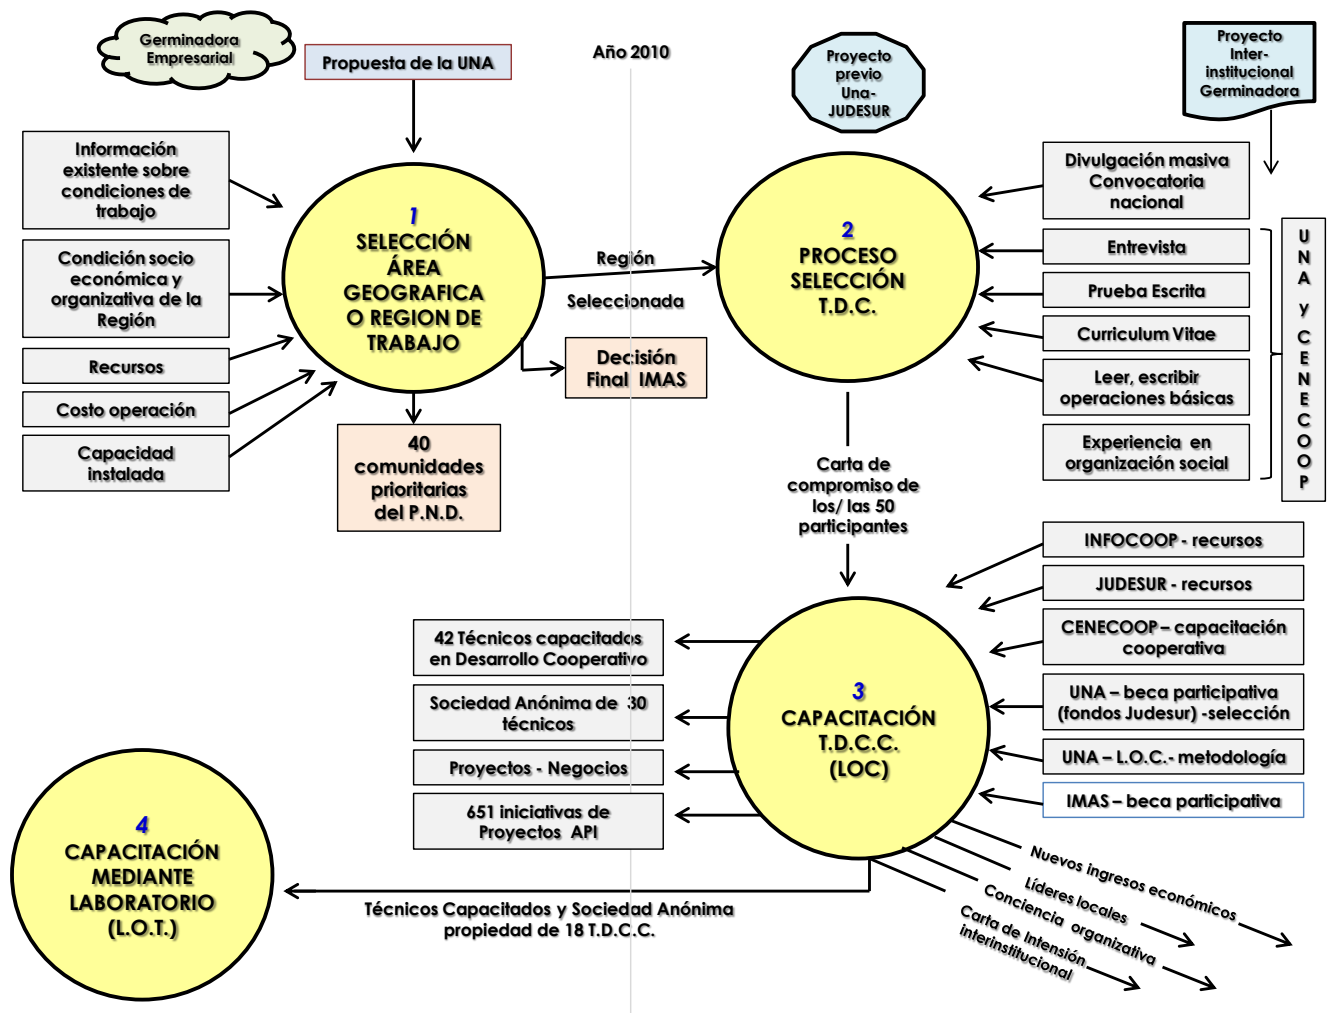 Germinadora
Empresarial
Propuesta de la UNA
Año 2010
Proyecto
previo
Una-
JUDESUR
Proyecto
Inter-
institucional
Germinadora
Información
existente sobre
condiciones de
trabajo
Condición socio
económica y
organizativa de la
Región
Recursos
Costo operación
Capacidad
instalada
1
SELECCIÓN
ÁREA
GEOGRAFICA
O REGION DE
TRABAJO
Región
Seleccionada
Decisión
Final IMAS
40
comunidades
prioritarias
del P.N.D.
2
PROCESO
SELECCIÓN
T.D.C.
Divulgación masiva
Convocatoria
nacional
Entrevista
Prueba Escrita
Curriculum Vitae
Leer, escribir
operaciones básicas
Experiencia en
organización social
UNA y CENECOOP
Carta de
compromiso de
los/ las 50
participantes
INFOCOOP - recursos
JUDESUR - recursos
CENECOOP – capacitación
cooperativa
UNA – beca participativa
(fondos Judesur) -selección
UNA – L.O.C.- metodología
IMAS – beca participativa
3
CAPACITACIÓN
T.D.C.C.
(LOC)
42 Técnicos capacitados
en Desarrollo Cooperativo
Sociedad Anónima de 30
técnicos
Proyectos - Negocios
651 iniciativas de
Proyectos API
4
CAPACITACIÓN
MEDIANTE
LABORATORIO
(L.O.T.)
Técnicos Capacitados y Sociedad Anónima
propiedad de 18 T.D.C.C.
Nuevos ingresos económicos
Líderes locales
Conciencia organizativa
Carta de Intensión
interinstitucional